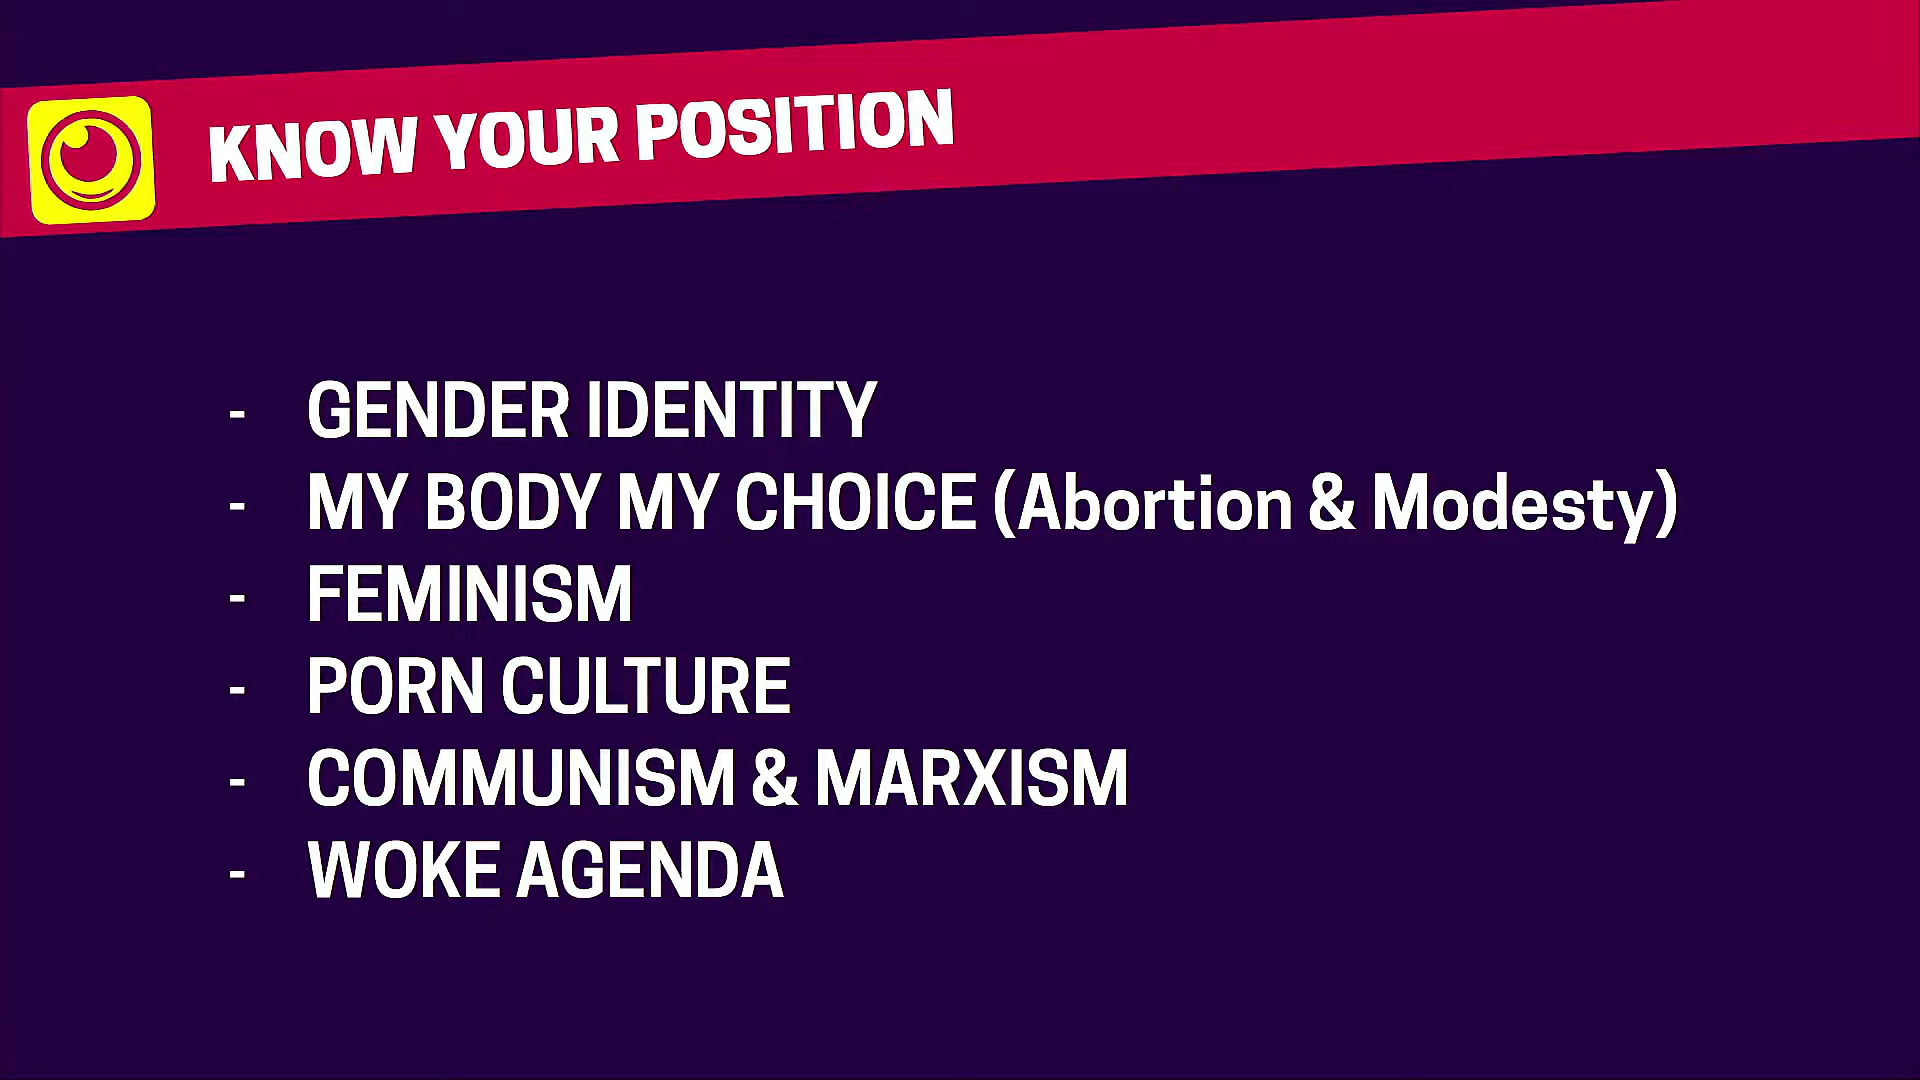 KNOW YOUR POSITION
- GENDER IDENTITY
- MY BODY MY CHOICE (Abortion & Modesty)
- FEMINISM
- PORN CULTURE
- COMMUNISM & MARXISM
- WOKE AGENDA